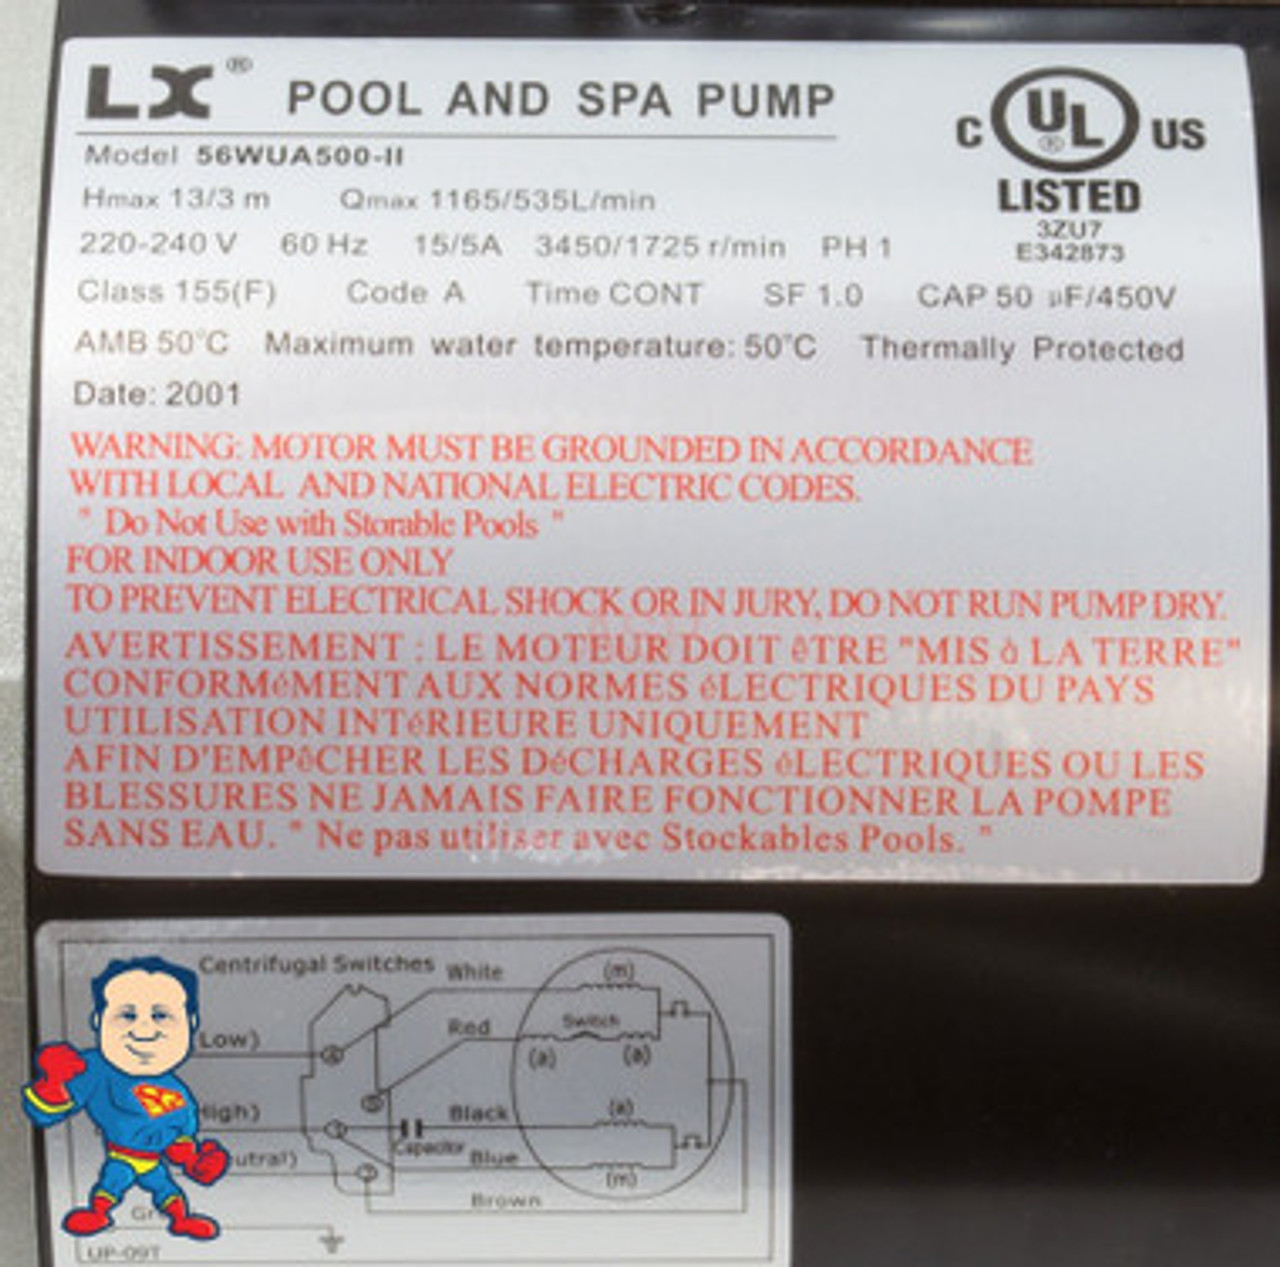 LX® POOL AND SPA PUMP
Model 56WUA500-II
Hmax 13/3 m Qmax 1165/535L/min
220-240 V 60 Hz 15/5A 3450/1725 r/min PH 1
Class 155(F) Code A Time CONT SF 1.0 CAP 50 µF/450V
AMB 50°C Maximum water temperature: 50°C Thermally Protected
Date: 2001
C UL® US
LISTED
3ZU7
E342873
WARNING: MOTOR MUST BE GROUNDED IN ACCORDANCE
WITH LOCAL AND NATIONAL ELECTRIC CODES.
" Do Not Use with Storable Pools "
FOR INDOOR USE ONLY
TO PREVENT ELECTRICAL SHOCK OR IN JURY, DO NOT RUN PUMP DRY.
AVERTISSEMENT : LE MOTEUR DOIT êTRE "MIS à LA TERRE"
CONFORMéMENT AUX NORMES éLECTRIQUES DU PAYS
UTILISATION INTéRIEURE UNIQUEMENT
AFIN D'EMPêCHER LES DéCHARGES éLECTRIQUES OU LES
BLESSURES NE JAMAIS FAIRE FONCTIONNER LA POMPE
SANS EAU. " Ne pas utiliser avec Stockables Pools. "
Centrifugal Switches White
(m)
Low) Red Switch
(a) (a)
High) Black (a)
Capacitor
utral) Blue (m)
Brown
Gr
UP-09T